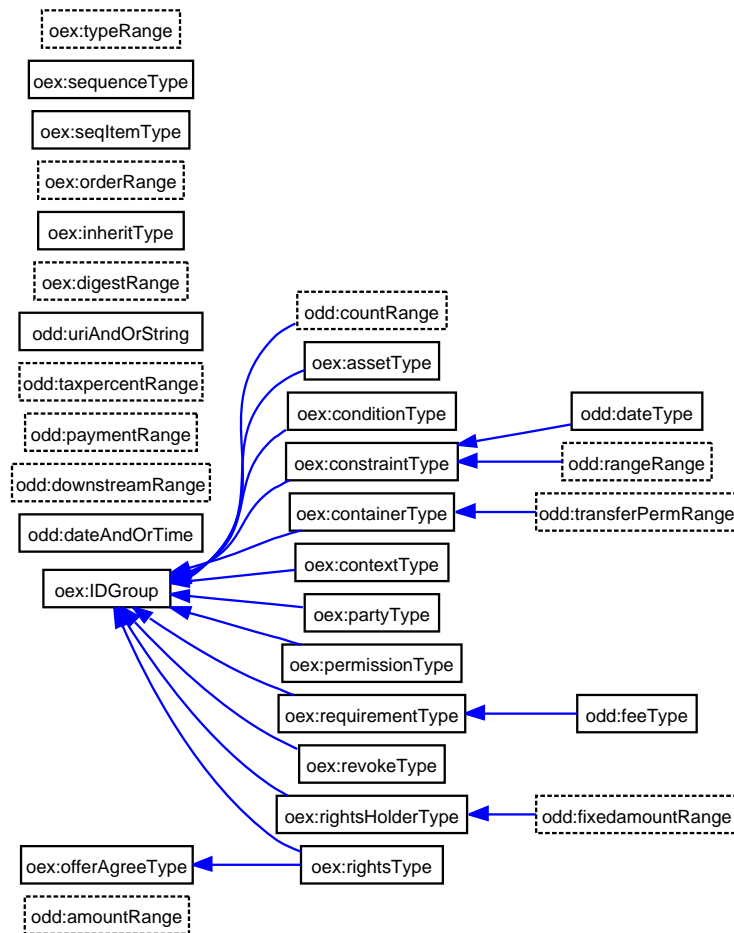 oex:typeRange
oex:sequenceType
oex:seqItemType
oex:orderRange
oex:inheritType
oex:digestRange
odd:uriAndOrString
odd:taxpercentRange
odd:paymentRange
odd:downstreamRange
odd:dateAndOrTime
oex:IDGroup
oex:offerAgreeType
odd:amountRange
odd:countRange
oex:assetType
oex:conditionType
oex:constraintType
oex:containerType
oex:contextType
oex:partyType
oex:permissionType
oex:requirementType
oex:revokeType
oex:rightsHolderType
oex:rightsType
odd:dateType
odd:rangeRange
odd:transferPermRange
odd:feeType
odd:fixedamountRange